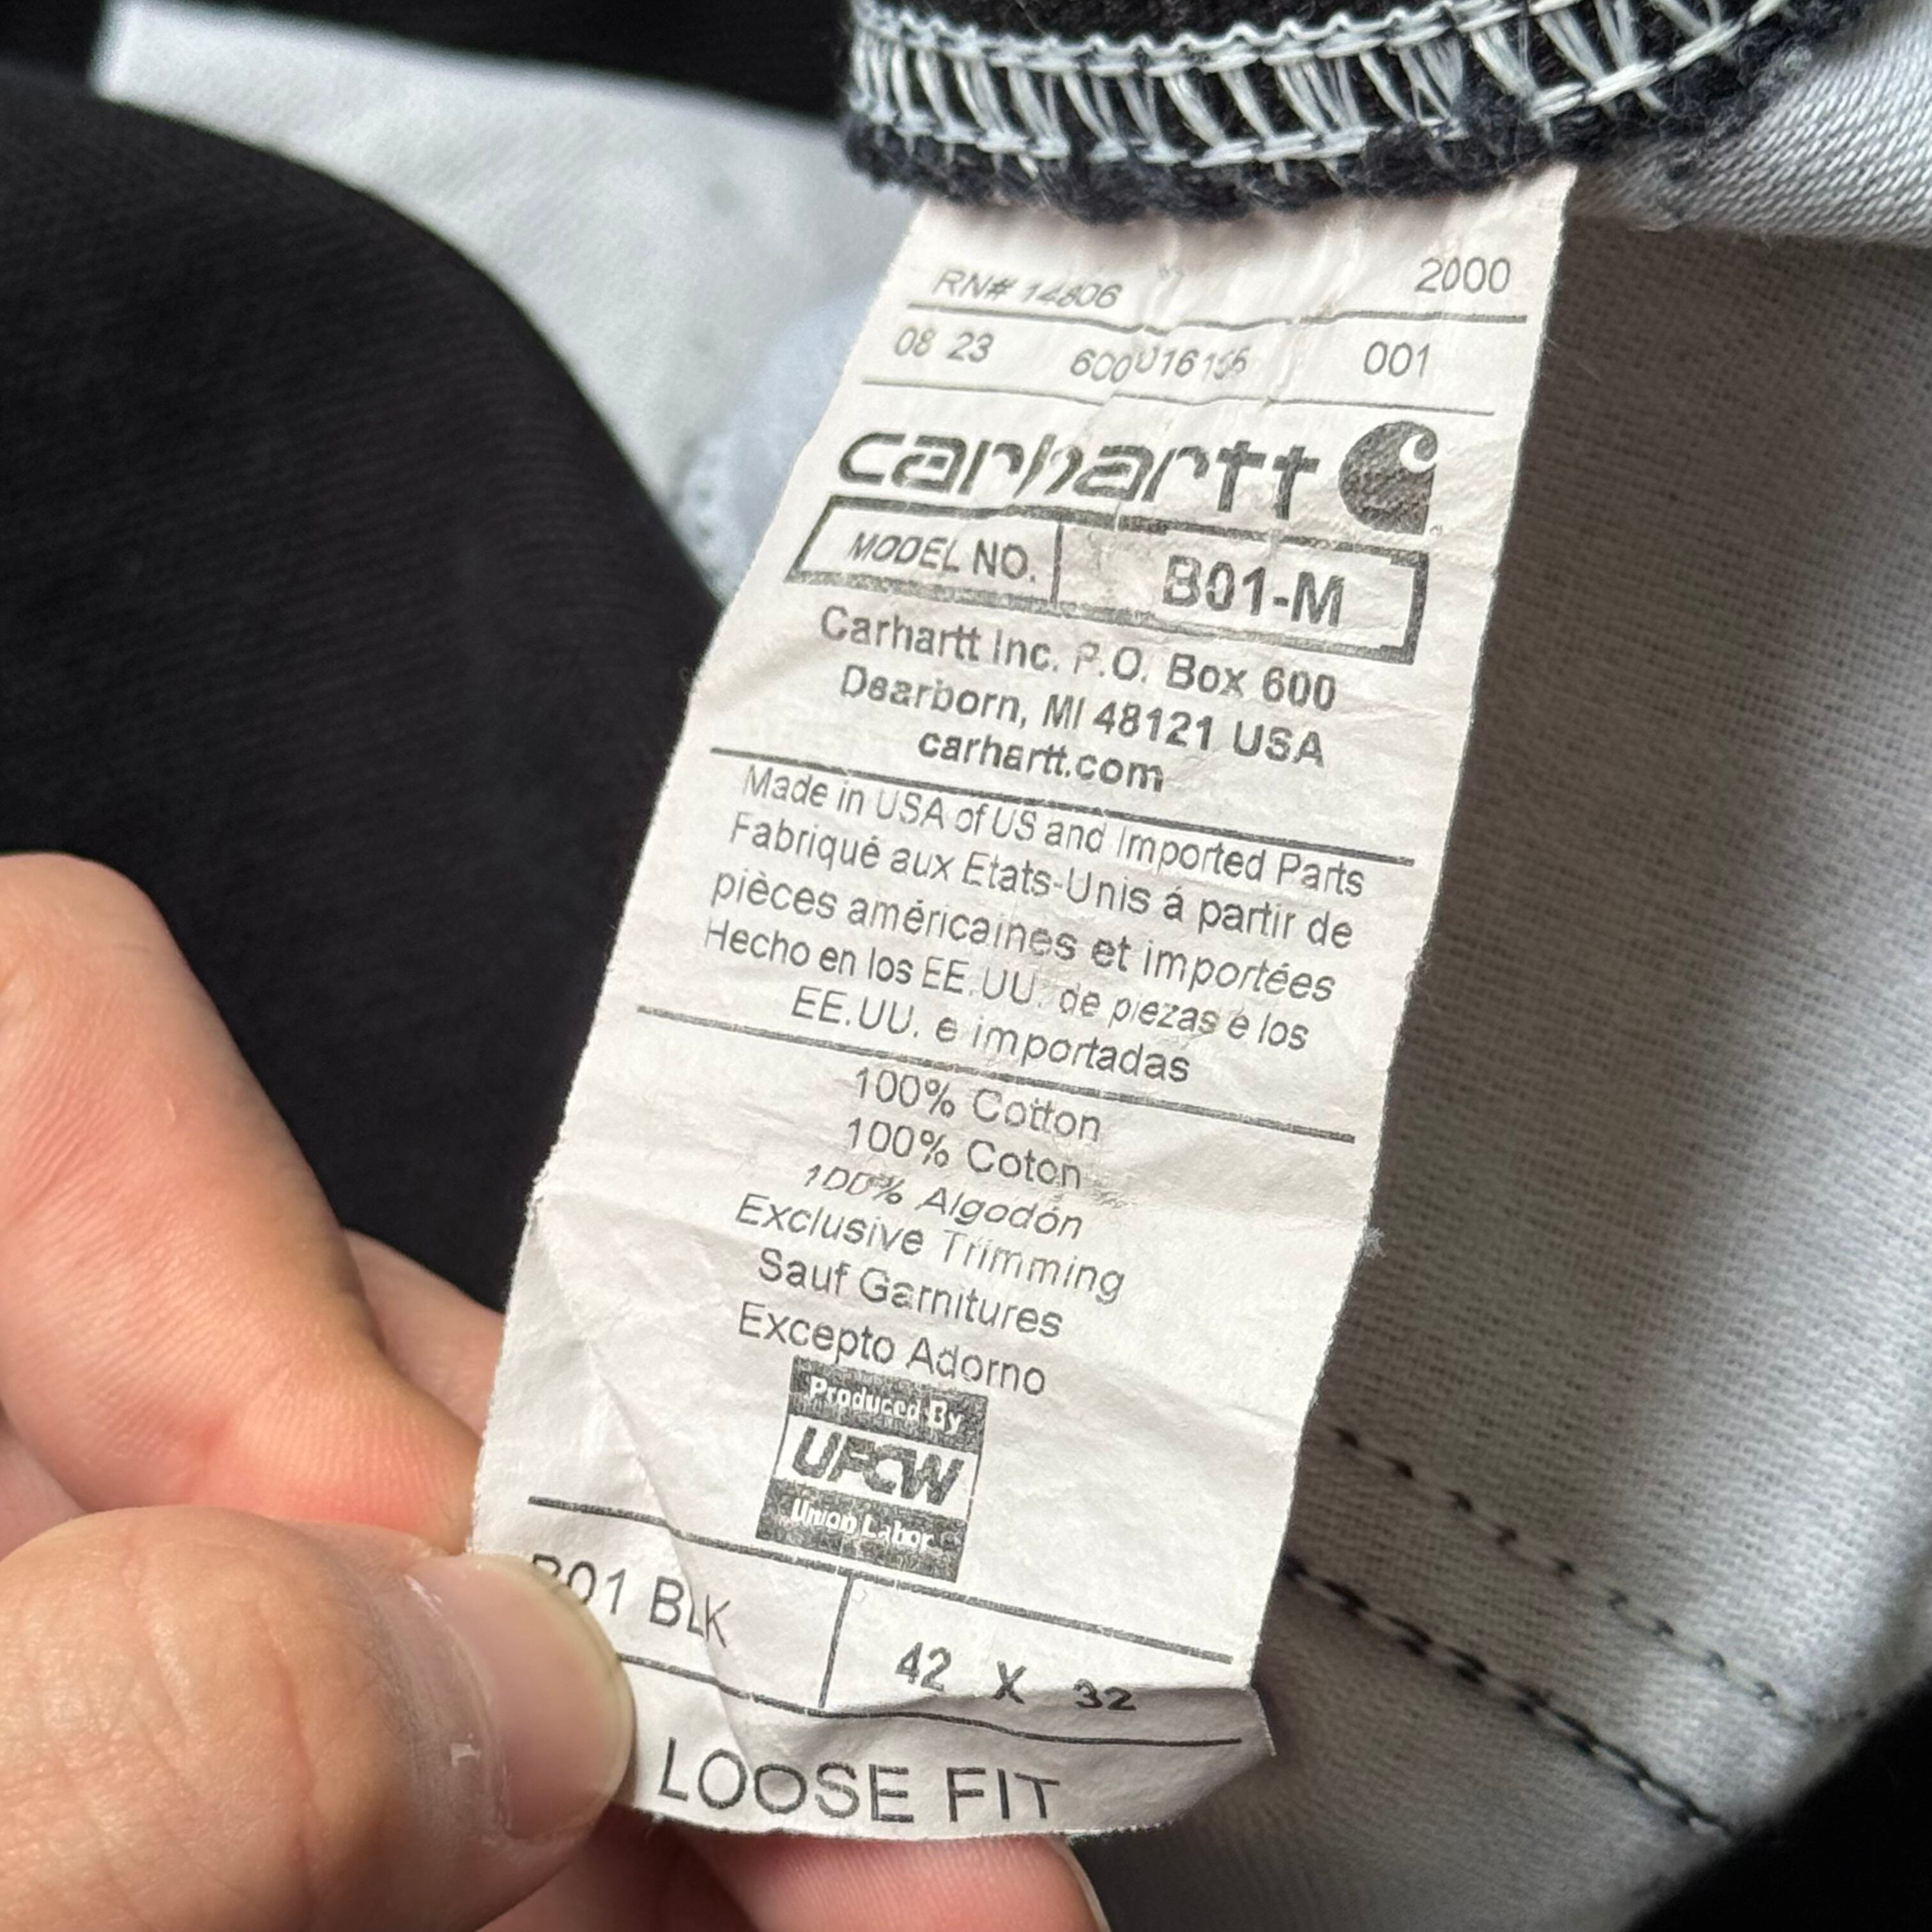 RN# 14806 2000
08 23 001
carhartt
MODEL NO. B01-M
Carhartt Inc. P.O. Box 600
Dearborn, MI 48121 USA
carhartt.com
Made in USA of US and Imported Parts
Fabriqué aux Etats-Unis á partir de
pièces américaines et importées
Hecho en los EE.UU. de piezas e los
EE.UU. e importadas
100% Cotton
100% Coton
100% Algodón
Exclusive Trimming
Sauf Garnitures
Excepto Adorno
Produced By
UFCW
Union Labor
B01 BLK 42 X 32
LOOSE FIT